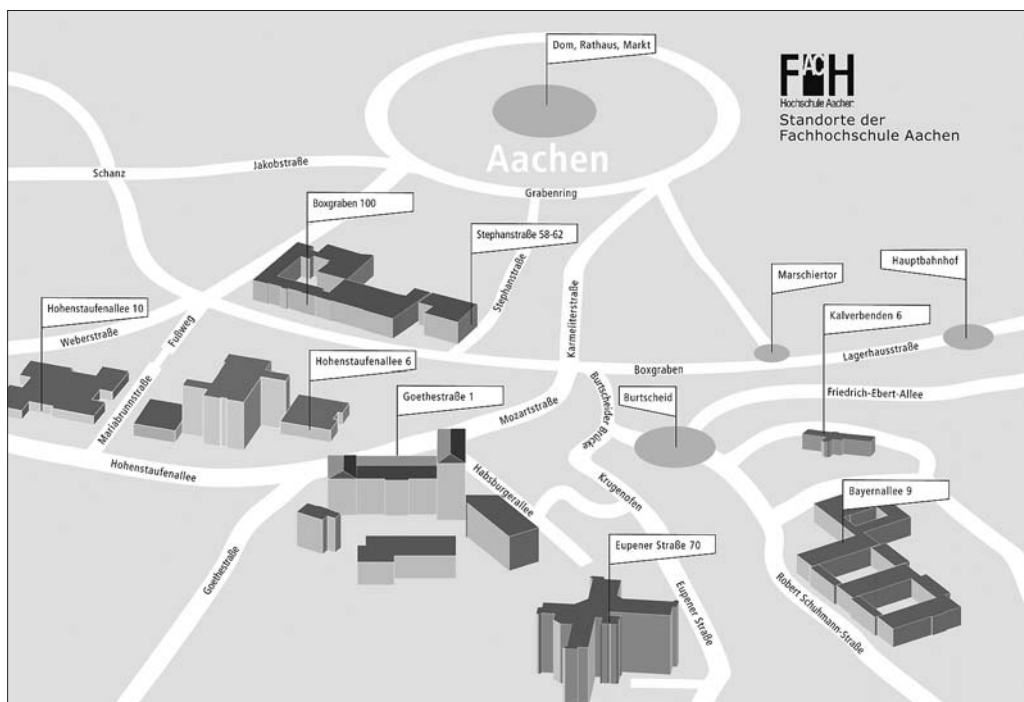 Dom, Rathaus, Markt
FH
AC
Hochschule Aachen
Standorte der
Fachhochschule Aachen
Aachen
Jakobstraße
Schanz
Grabenring
Boxgraben 100
Stephanstraße 58-62
Stephanstraße
Karmeliterstraße
Marschiertor
Hauptbahnhof
Hohenstaufenallee 10
Weberstraße
Fußweg
Kalverbenden 6
Lagerhausstraße
Hohenstaufenallee 6
Boxgraben
Goethestraße 1
Burtscheid
Friedrich-Ebert-Allee
Mariabrunnstraße
Mozartstraße
Burtscheider
Brücke
Hohenstaufenallee
Habsburgerallee
Krugenofen
Bayernallee 9
Eupener Straße 70
Goethestraße
Eupener Straße
Robert Schuhmann-Straße